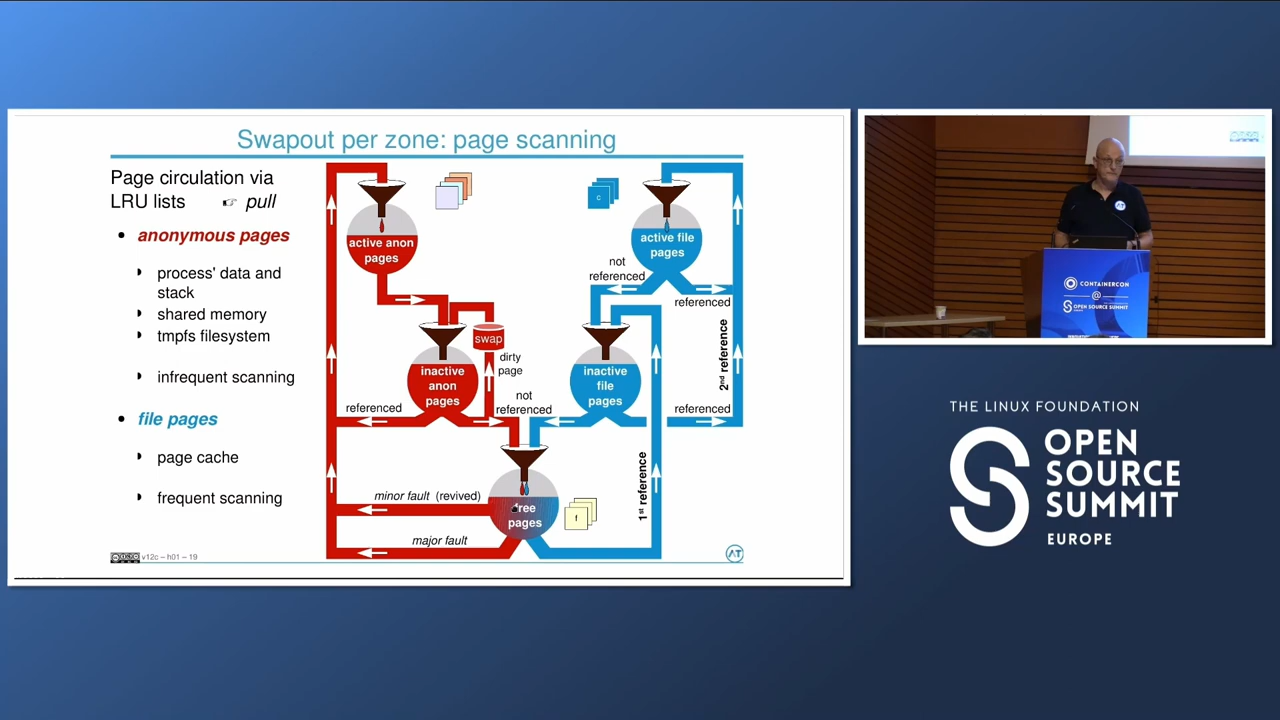 Swapout per zone: page scanning
Page circulation via
LRU lists ☞ pull
• anonymous pages
process' data and
stack
shared memory
tmpfs filesystem
infrequent scanning
• file pages
page cache
frequent scanning
active anon
pages
c
active file
pages
not
referenced
referenced
swap
dirty
page
inactive
anon
pages
inactive
file
pages
2nd reference
referenced
not
referenced
referenced
1st reference
minor fault (revived)
free
pages
f
major fault
v12c – h01 – 19
AT
AT
CONTAINERCON
@
OPEN SOURCE SUMMIT
THE LINUX FOUNDATION
OPEN
SOURCE
SUMMIT
EUROPE